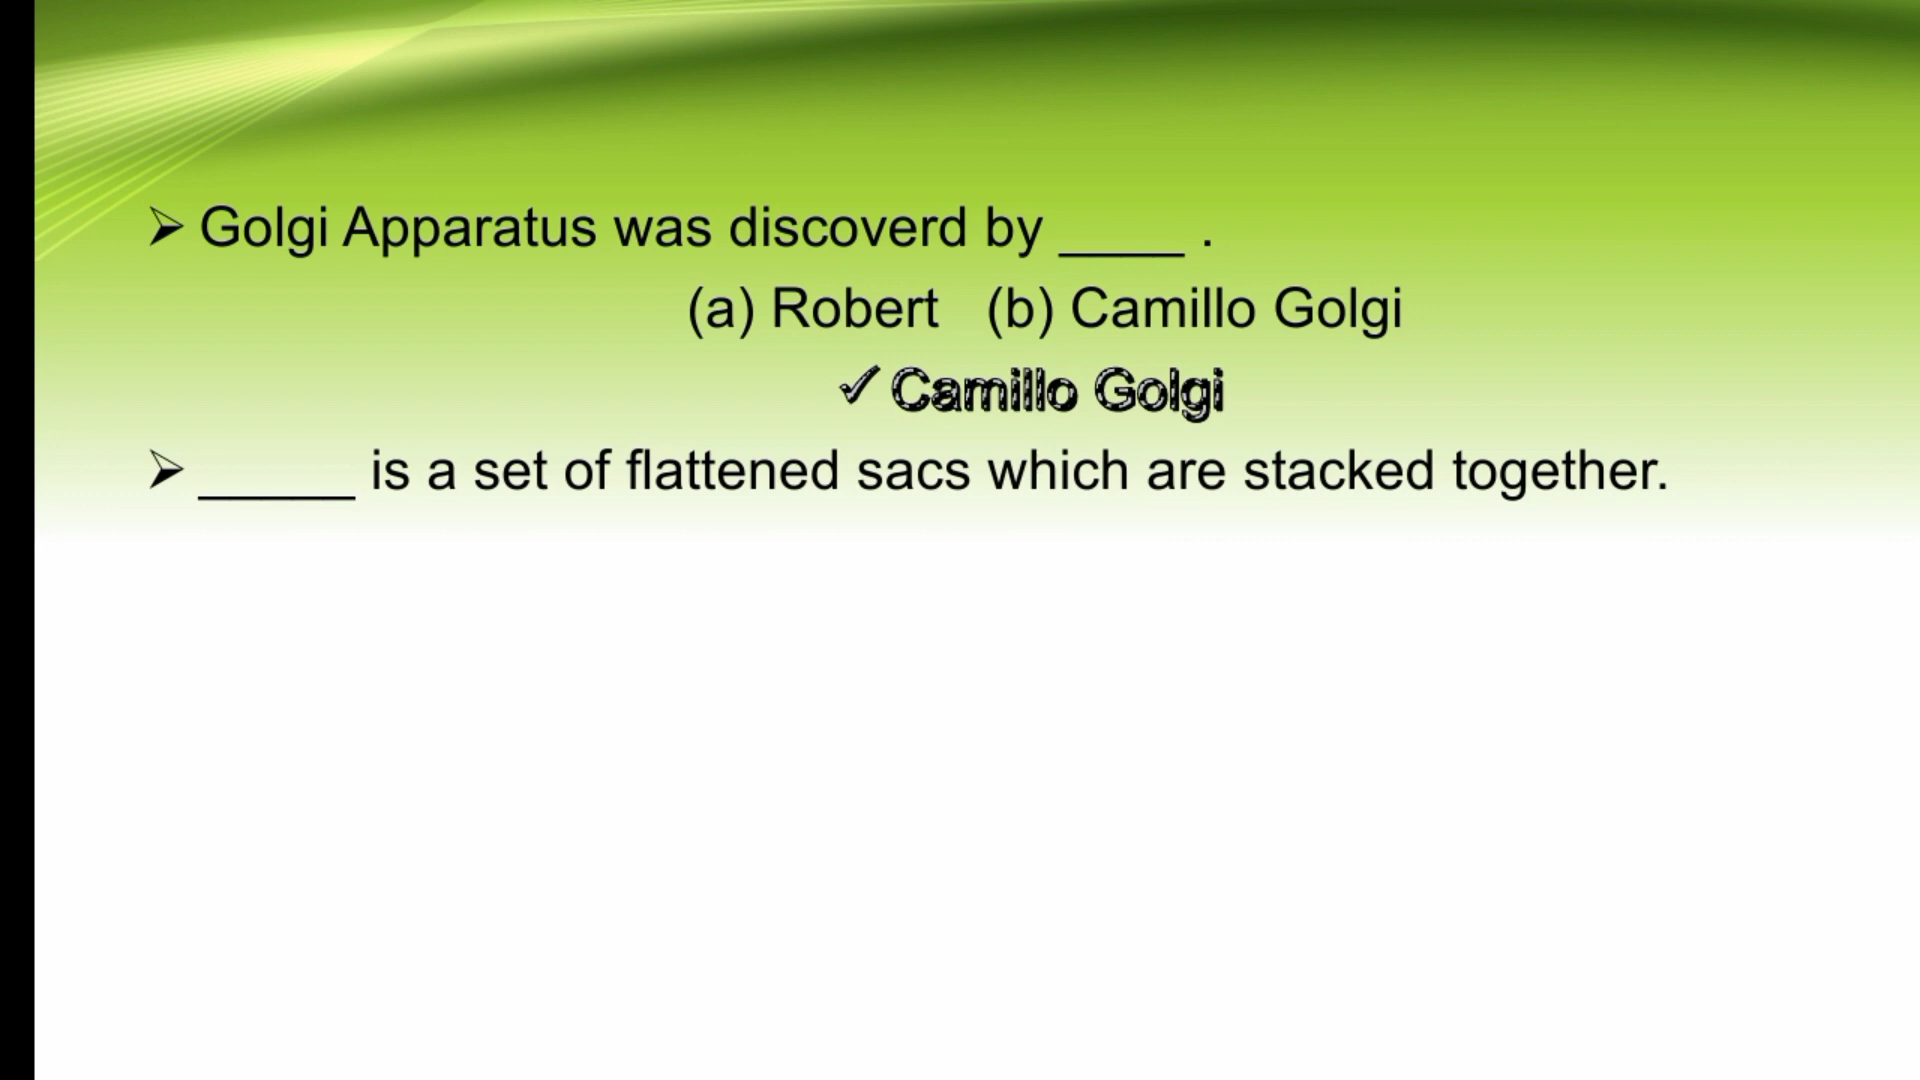 ➢ Golgi Apparatus was discoverd by ____ .
(a) Robert (b) Camillo Golgi
✓ Camillo Golgi
➢ _____ is a set of flattened sacs which are stacked together.